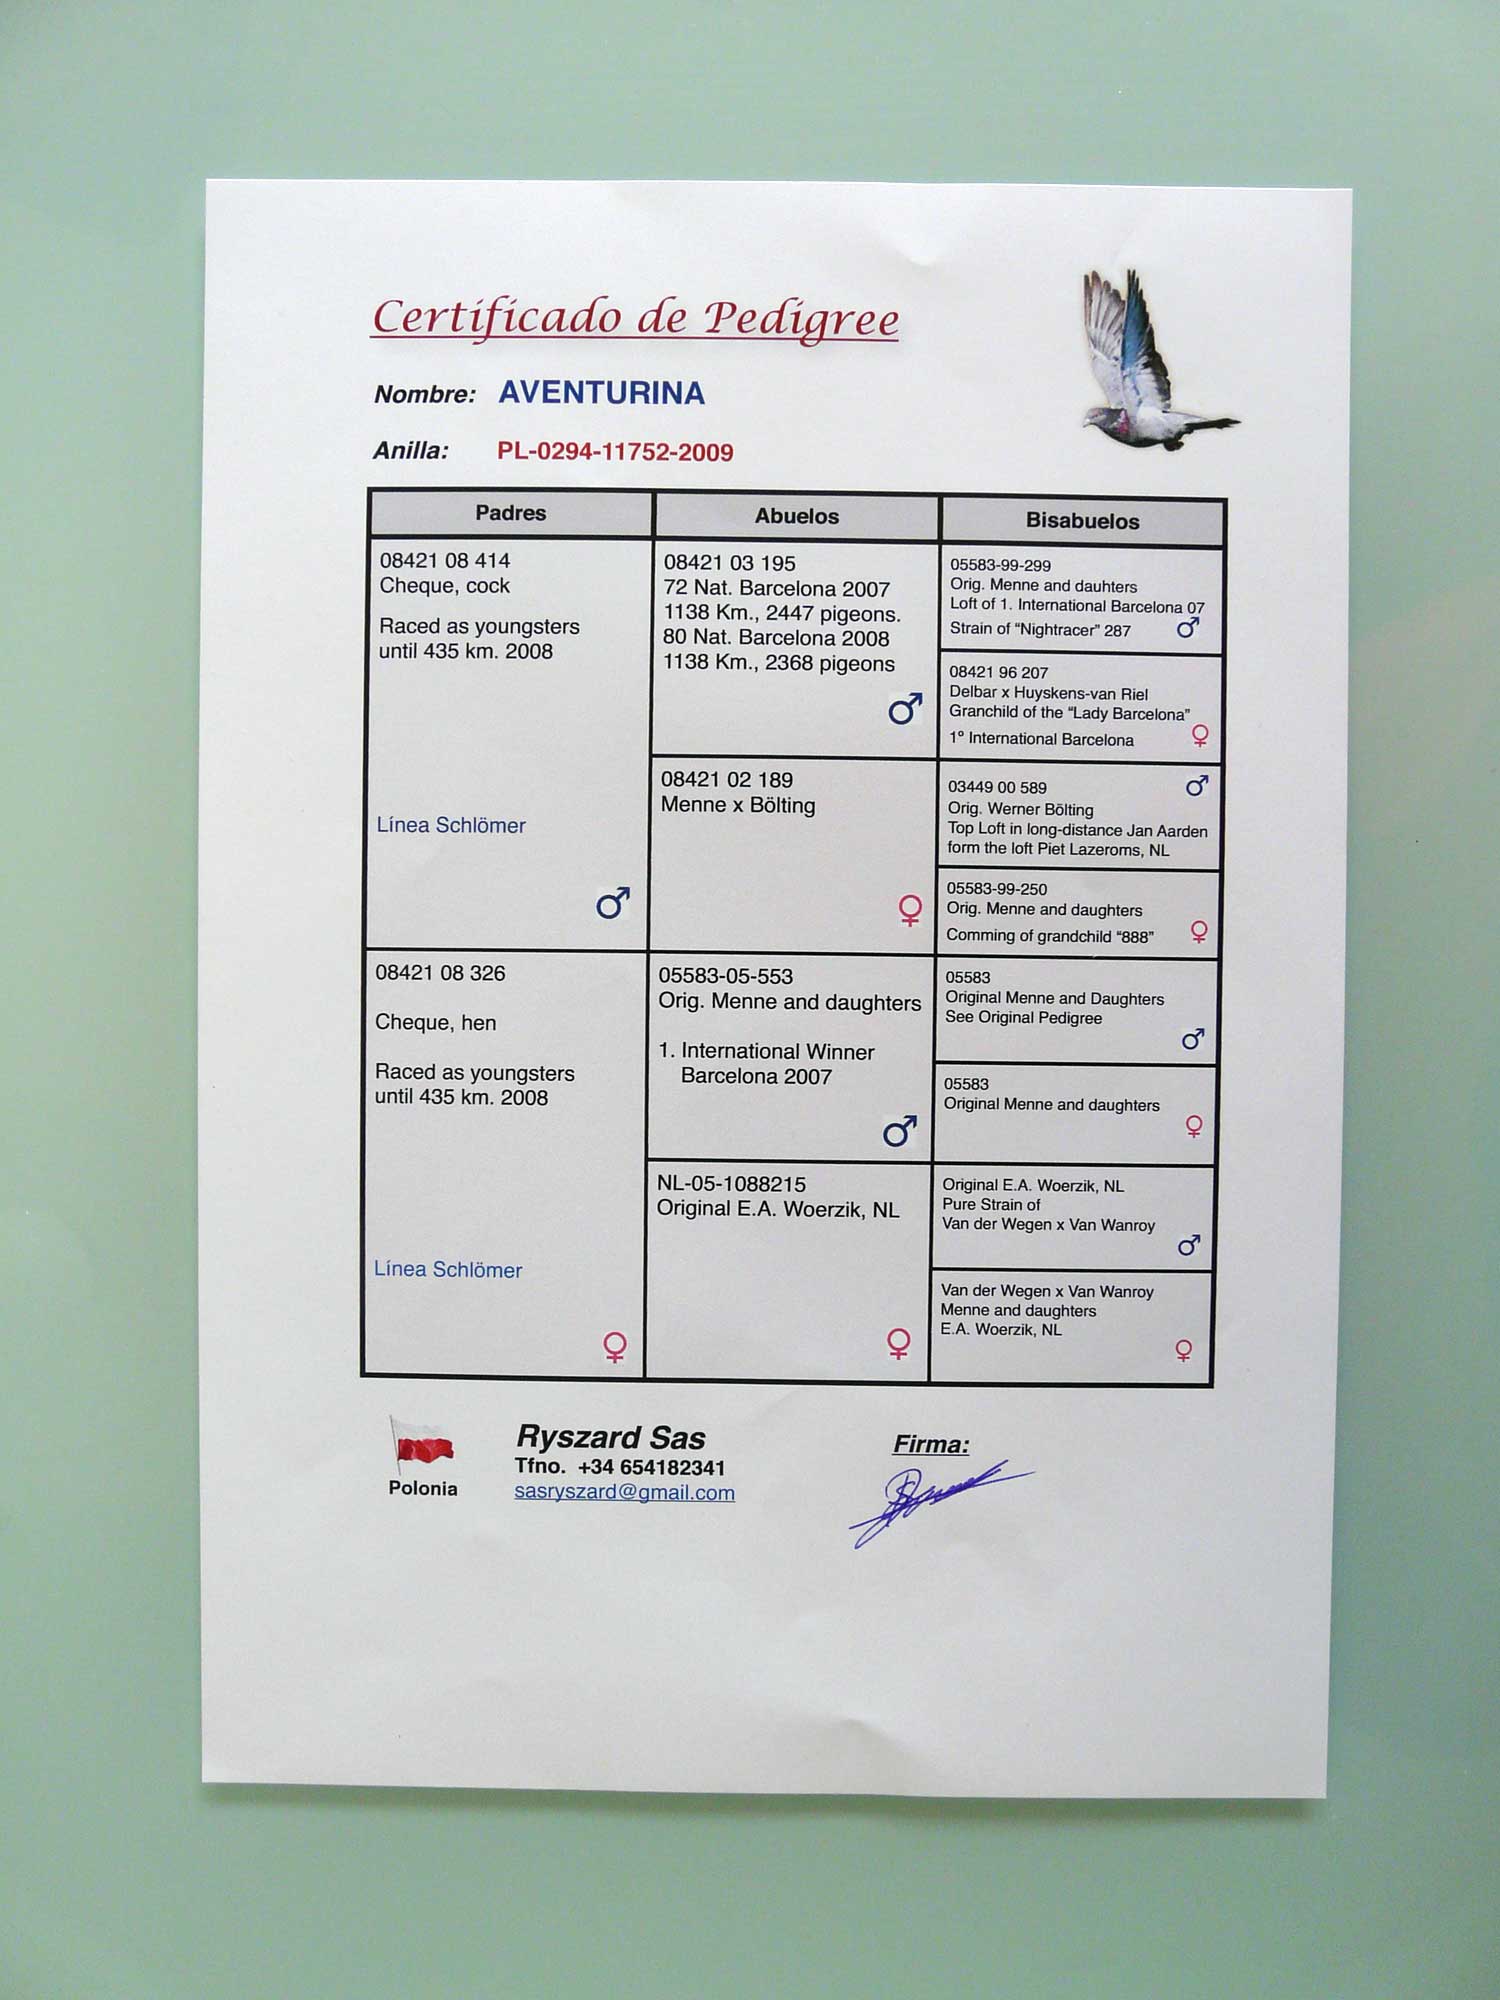 Certificado de Pedigree
Nombre: AVENTURINA
Anilla: PL-0294-11752-2009
Padres
Abuelos
Bisabuelos
08421 08 414
Cheque, cock
Raced as youngsters
until 435 km. 2008
Línea Schlömer
♂
08421 03 195
72 Nat. Barcelona 2007
1138 Km., 2447 pigeons.
80 Nat. Barcelona 2008
1138 Km., 2368 pigeons
♂
05583-99-299
Orig. Menne and dauhters
Loft of 1. International Barcelona 07
Strain of “Nightracer” 287 ♂
08421 96 207
Delbar x Huyskens-van Riel
Granchild of the “Lady Barcelona”
1º International Barcelona ♀
08421 02 189
Menne x Bölting
♀
03449 00 589 ♂
Orig. Werner Bölting
Top Loft in long-distance Jan Aarden
form the loft Piet Lazeroms, NL
05583-99-250
Orig. Menne and daughters
Comming of grandchild “888” ♀
08421 08 326
Cheque, hen
Raced as youngsters
until 435 km. 2008
Línea Schlömer
♀
05583-05-553
Orig. Menne and daughters
1. International Winner
Barcelona 2007
♂
05583
Original Menne and Daughters
See Original Pedigree
♂
05583
Original Menne and daughters
♀
NL-05-1088215
Original E.A. Woerzik, NL
♀
Original E.A. Woerzik, NL
Pure Strain of
Van der Wegen x Van Wanroy
♂
Van der Wegen x Van Wanroy
Menne and daughters
E.A. Woerzik, NL
♀
Polonia
Ryszard Sas
Tfno. +34 654182341
sasryszard@gmail.com
Firma: